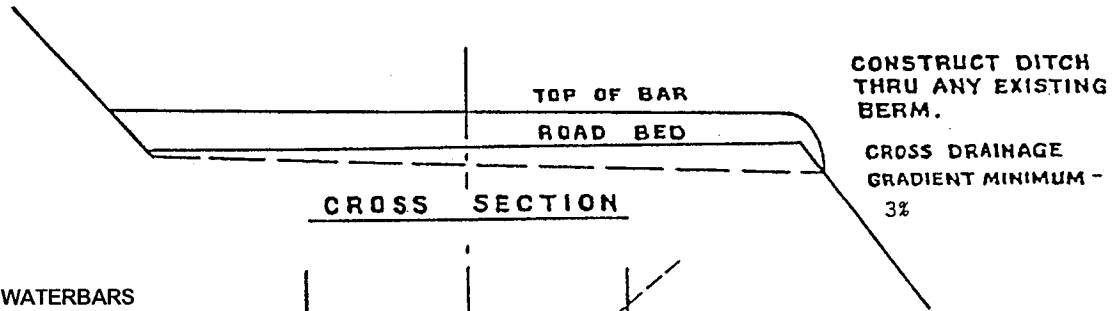 CONSTRUCT DITCH
THRU ANY EXISTING
BERM.
TOP OF BAR
ROAD BED
CROSS DRAINAGE
GRADIENT MINIMUM -
3%
CROSS SECTION
WATERBARS